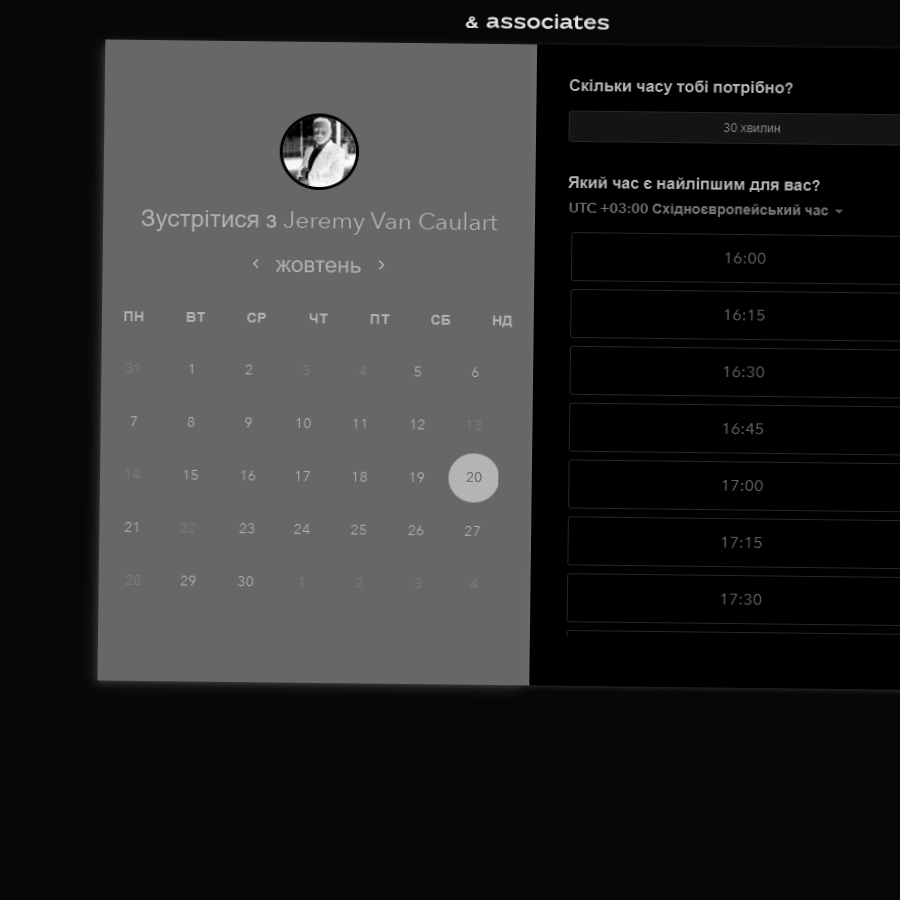 & associates
Зустрітися з Jeremy Van Caulart
жовтень
ПН ВТ СР ЧТ ПТ СБ НД
31 1 2 3 4 5 6
7 8 9 10 11 12 13
14 15 16 17 18 19 20
21 22 23 24 25 26 27
28 29 30 1 2 3 4
Скільки часу тобі потрібно?
30 хвилин
Який час є найліпшим для вас?
UTC +03:00 Східноєвропейський час
16:00
16:15
16:30
16:45
17:00
17:15
17:30